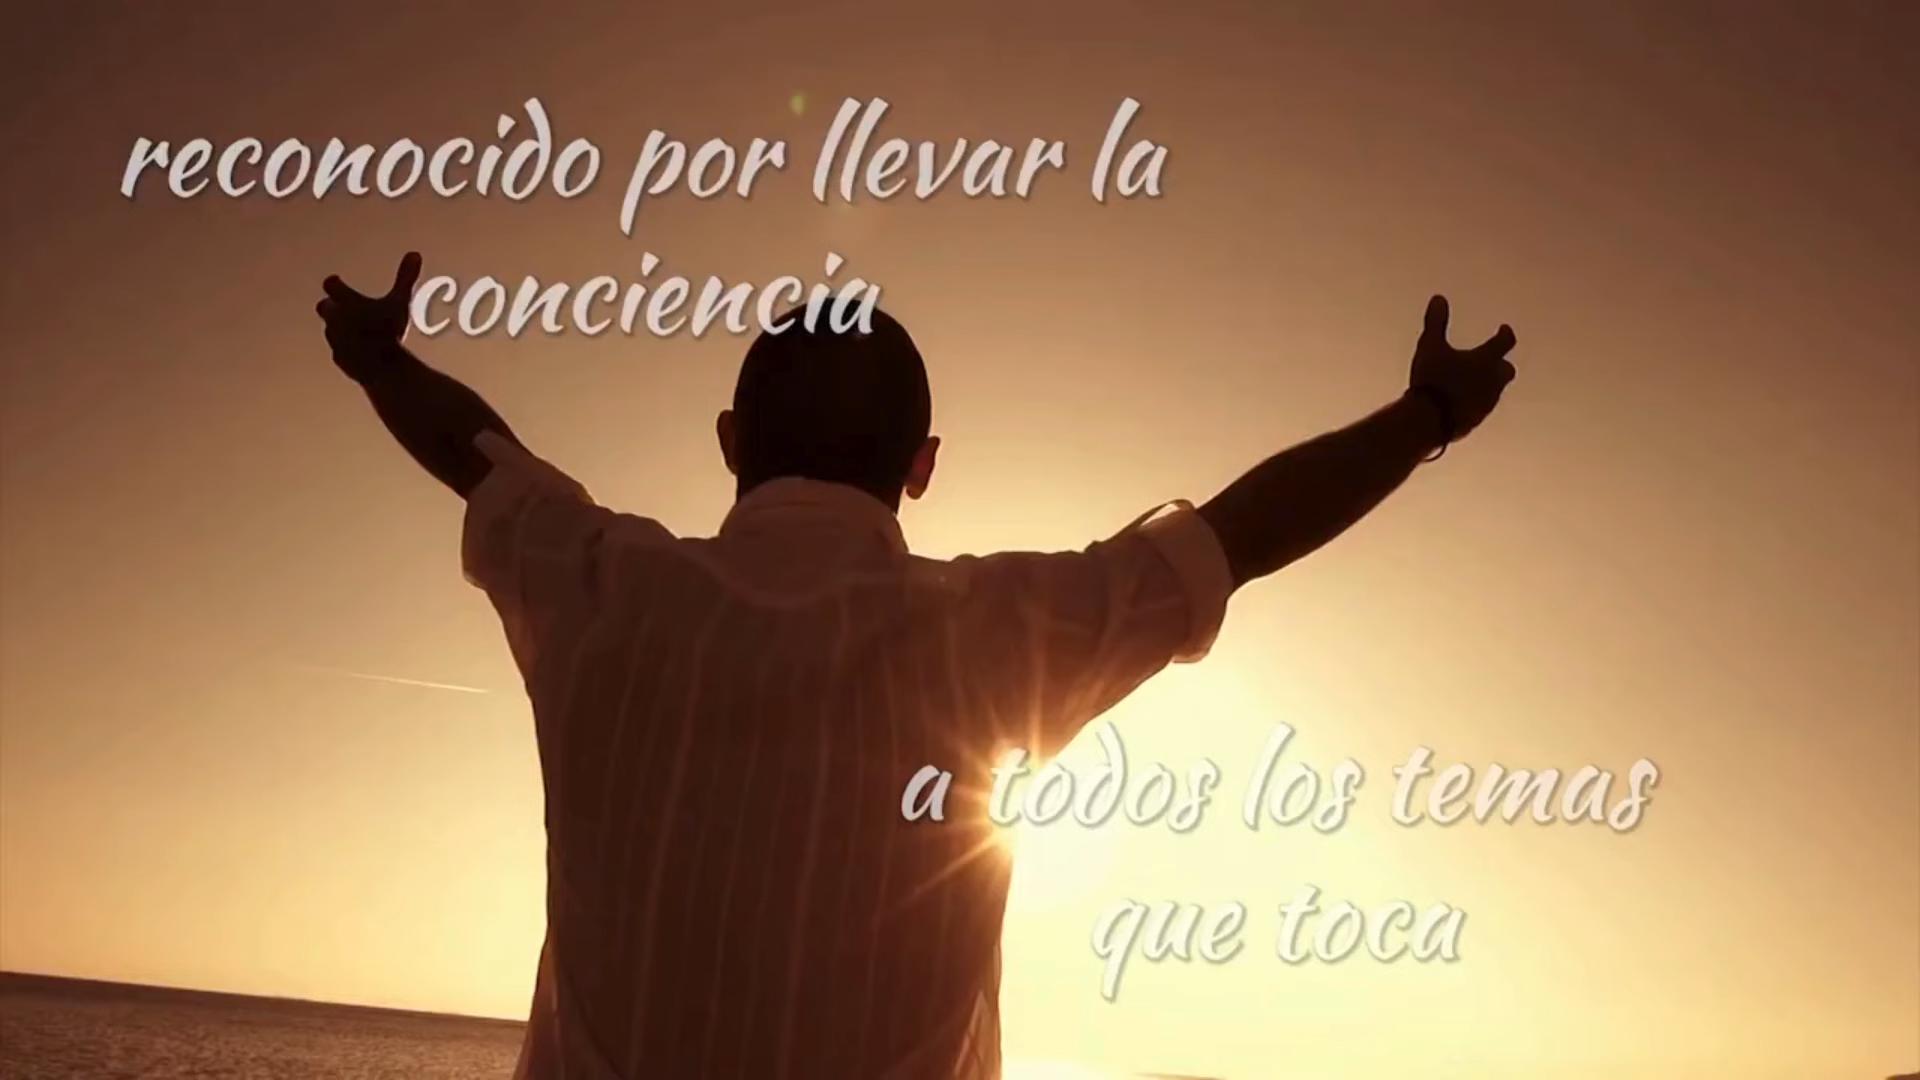 reconocido por llevar la
conciencia
a todos los temas
que toca